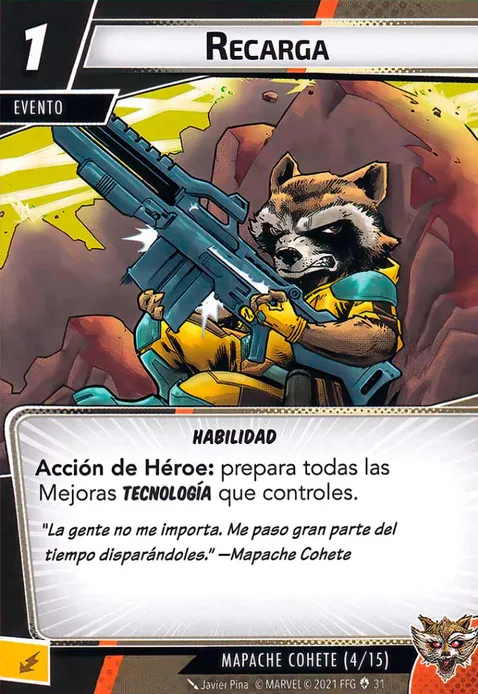 1
RECARGA
EVENTO
HABILIDAD
Acción de Héroe: prepara todas las
Mejoras TECNOLOGÍA que controles.
"La gente no me importa. Me paso gran parte del
tiempo disparándoles." —Mapache Cohete
MAPACHE COHETE (4/15)
Javier Pina © MARVEL © 2021 FFG 31